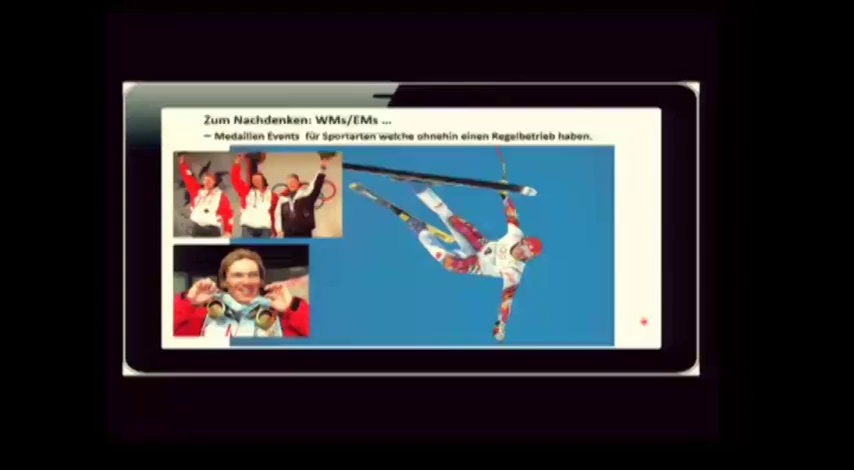 Zum Nachdenken: WMs/EMs ...
– Medaillen Events für Sportarten welche ohnehin einen Regelbetrieb haben.